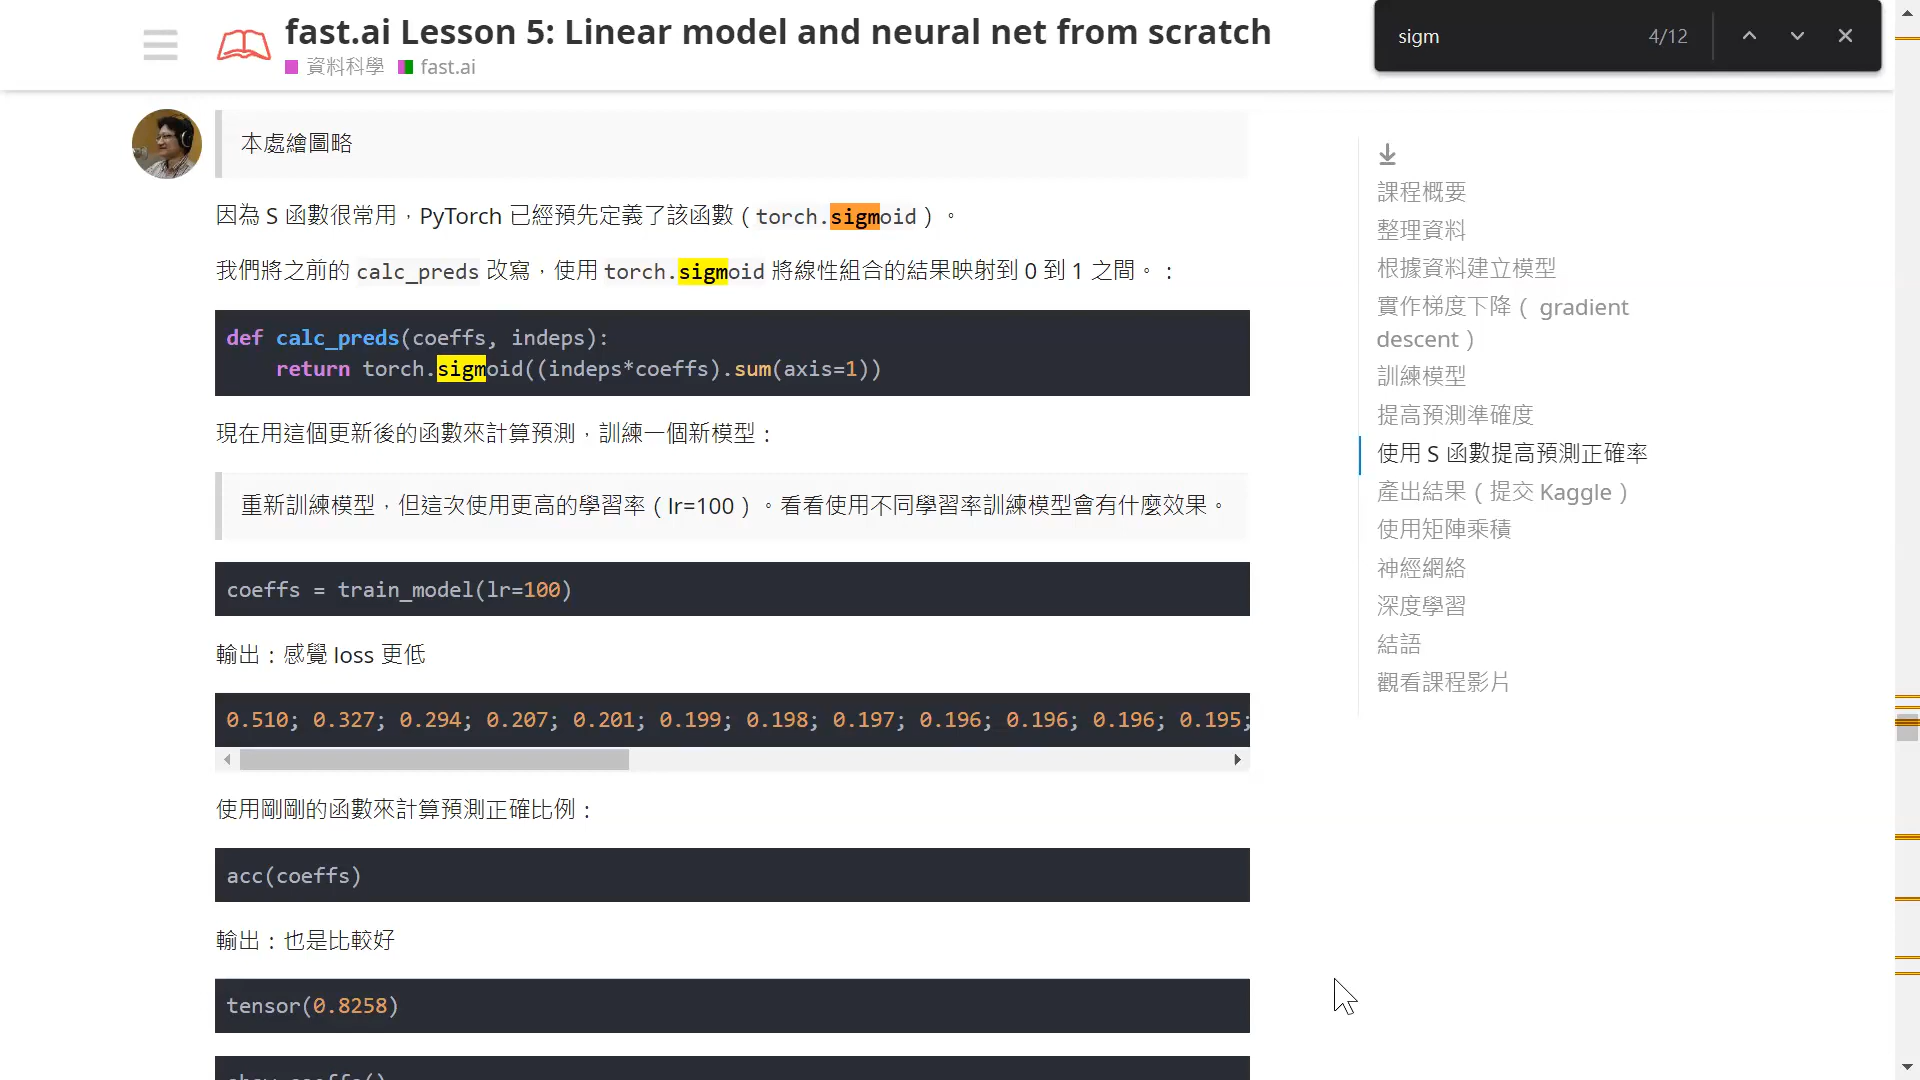 fast.ai Lesson 5: Linear model and neural net from scratch
資料科學 fast.ai
sigm 4/12
本處繪圖略
因為 S 函數很常用，PyTorch 已經預先定義了該函數（torch.sigmoid）。
我們將之前的 calc_preds 改寫，使用 torch.sigmoid 將線性組合的結果映射到 0 到 1 之間。：
def calc_preds(coeffs, indeps):
    return torch.sigmoid((indeps*coeffs).sum(axis=1))
現在用這個更新後的函數來計算預測，訓練一個新模型：
重新訓練模型，但這次使用更高的學習率（lr=100）。看看使用不同學習率訓練模型會有什麼效果。
coeffs = train_model(lr=100)
輸出：感覺 loss 更低
0.510; 0.327; 0.294; 0.207; 0.201; 0.199; 0.198; 0.197; 0.196; 0.196; 0.196; 0.195;
使用剛剛的函數來計算預測正確比例：
acc(coeffs)
輸出：也是比較好
tensor(0.8258)
show_coeffs()
課程概要
整理資料
根據資料建立模型
實作梯度下降（ gradient
descent）
訓練模型
提高預測準確度
使用 S 函數提高預測正確率
產出結果（提交 Kaggle）
使用矩陣乘積
神經網絡
深度學習
結語
觀看課程影片